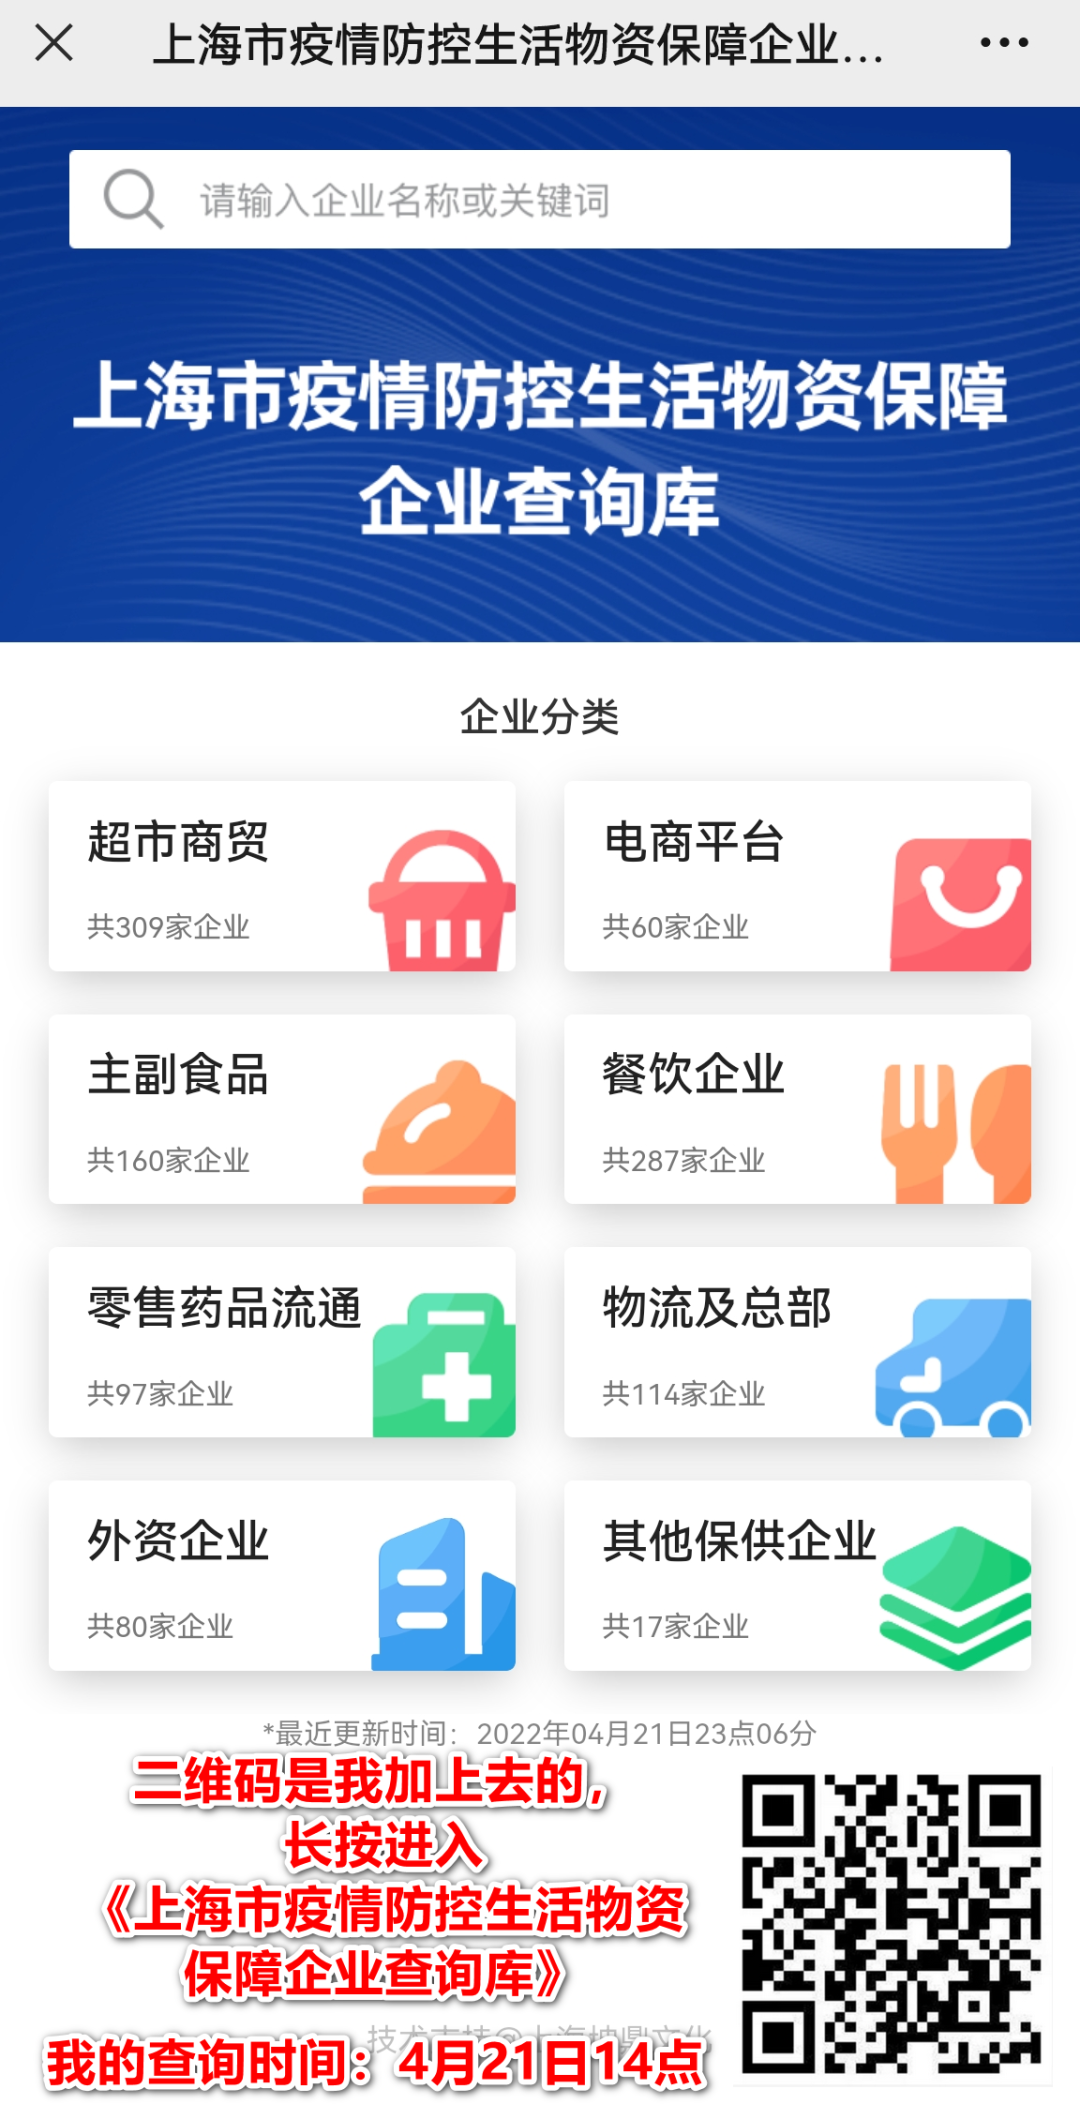 上海市疫情防控生活物资保障企业...
请输入企业名称或关键词
上海市疫情防控生活物资保障
企业查询库
企业分类
超市商贸
共309家企业
电商平台
共60家企业
主副食品
共160家企业
餐饮企业
共287家企业
零售药品流通
共97家企业
物流及总部
共114家企业
外资企业
共80家企业
其他保供企业
共17家企业
*最近更新时间：2022年04月21日23点06分
二维码是我加上去的，
长按进入
《上海市疫情防控生活物资
保障企业查询库》
技术支持@上海坤鼎文化
我的查询时间：4月21日14点